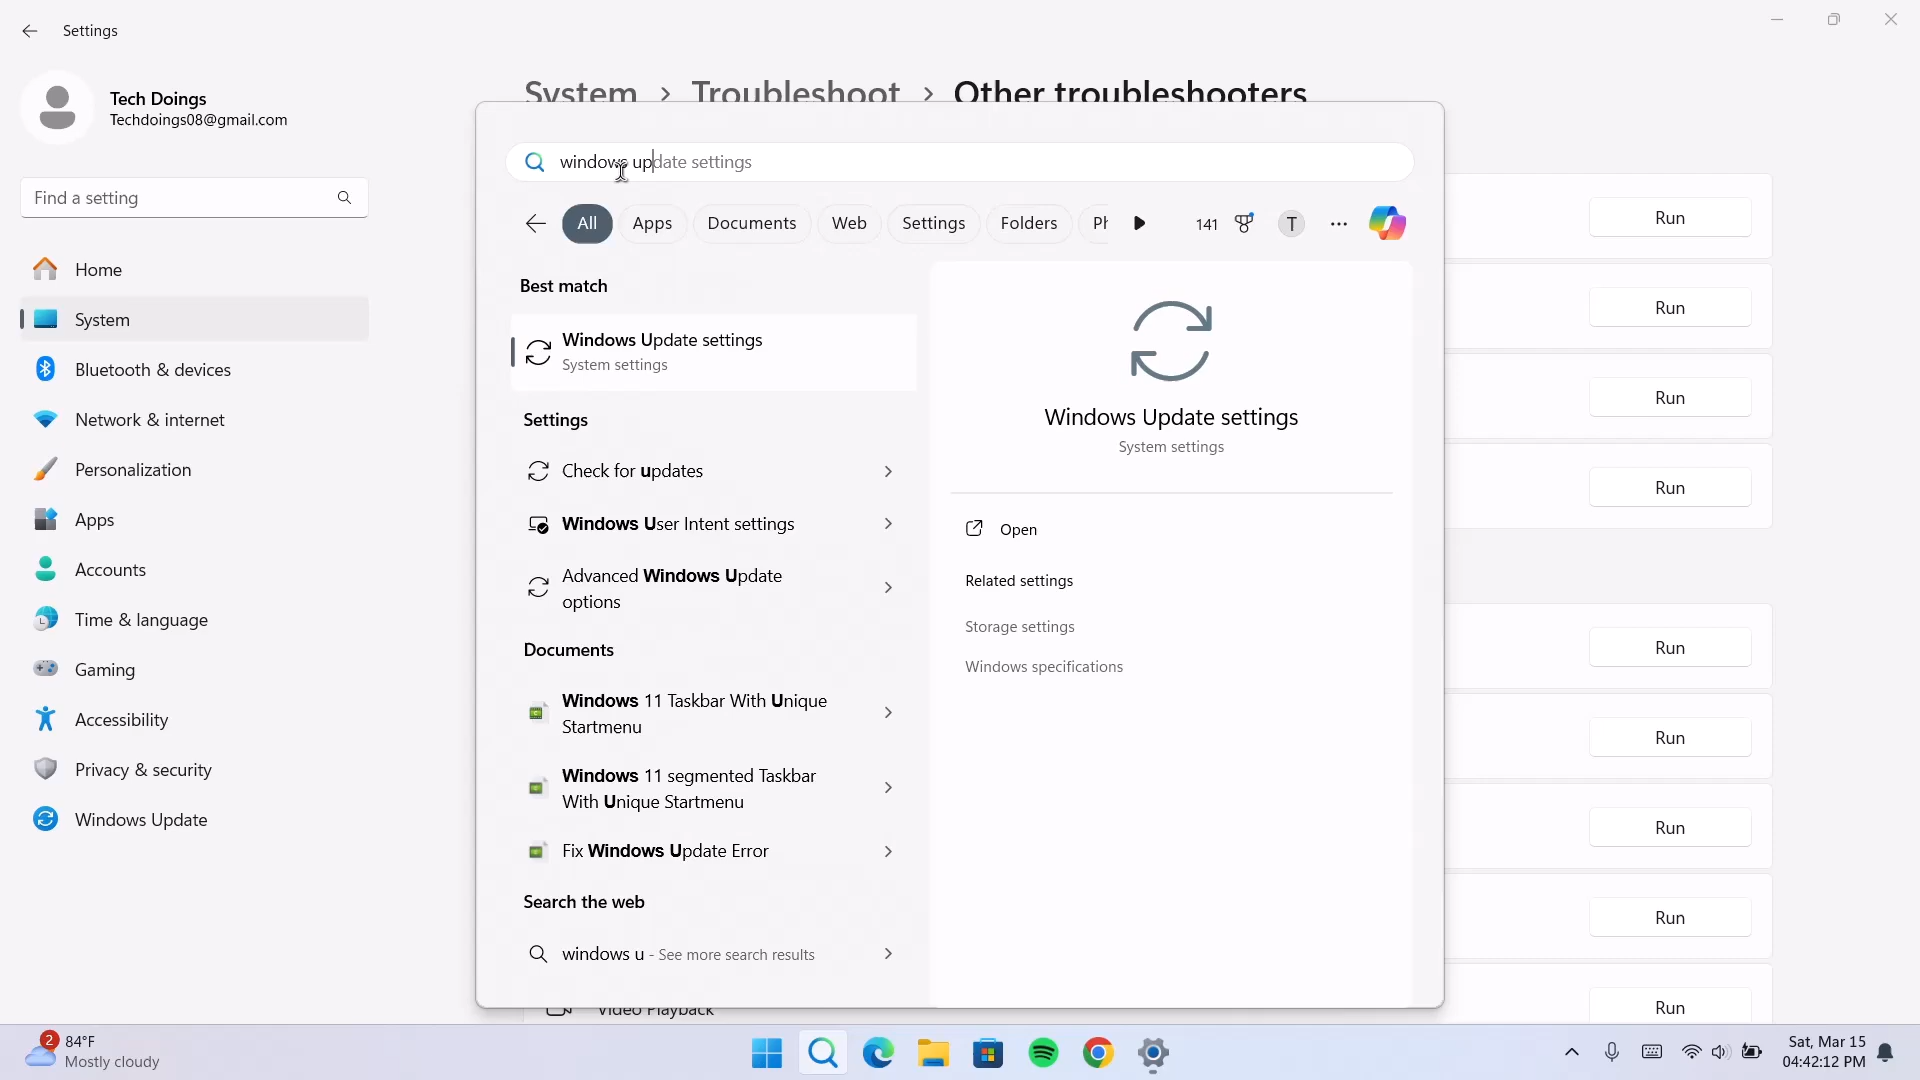 Settings
Tech Doings
Techdoings08@gmail.com
Find a setting
Home
System
Bluetooth & devices
Network & internet
Personalization
Apps
Accounts
Time & language
Gaming
Accessibility
Privacy & security
Windows Update
System > Troubleshoot > Other troubleshooters
windows update settings
All Apps Documents Web Settings Folders Ph 141 T ...
Best match
Windows Update settings
System settings
Settings
Check for updates
Windows User Intent settings
Advanced Windows Update
options
Documents
Windows 11 Taskbar With Unique
Startmenu
Windows 11 segmented Taskbar
With Unique Startmenu
Fix Windows Update Error
Search the web
windows u - See more search results
Windows Update settings
System settings
Open
Related settings
Storage settings
Windows specifications
Run
Run
Run
Run
Run
Run
Run
Run
Run
Video Playback
2
84°F
Mostly cloudy
Sat, Mar 15
04:42:12 PM